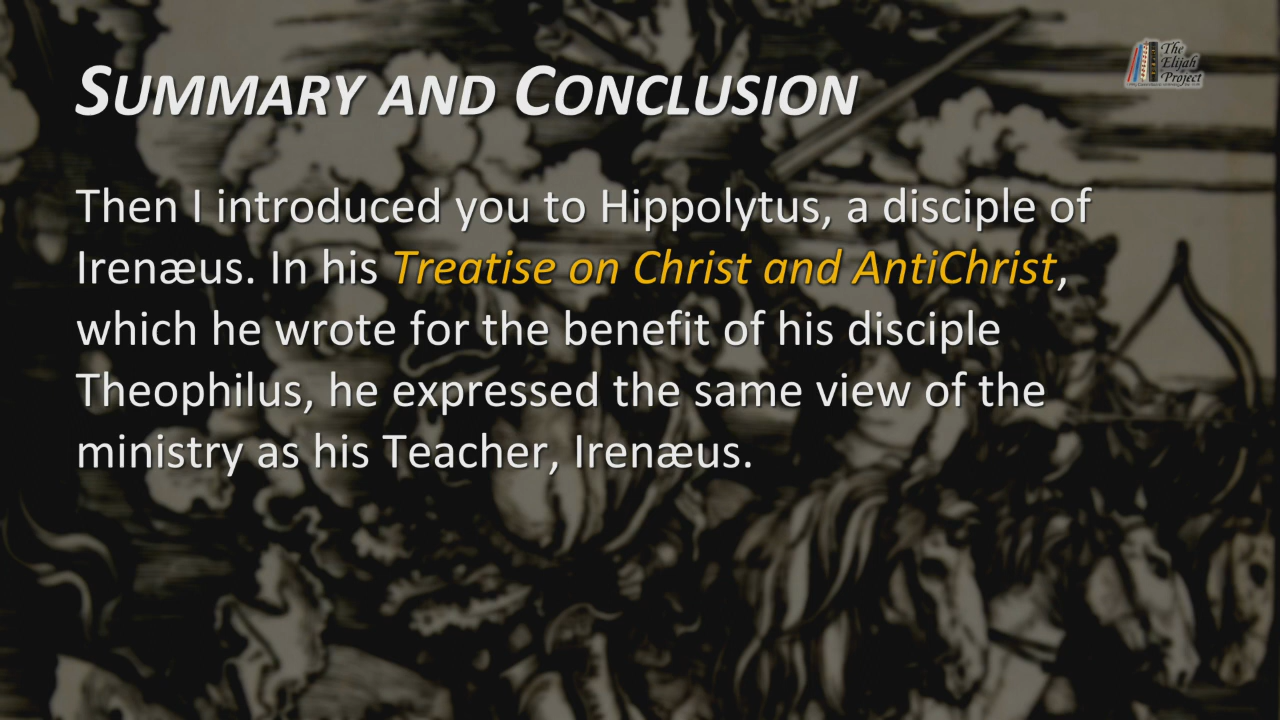 SUMMARY AND CONCLUSION
The
Elijah
Project
Then I introduced you to Hippolytus, a disciple of
Irenæus. In his Treatise on Christ and AntiChrist,
which he wrote for the benefit of his disciple
Theophilus, he expressed the same view of the
ministry as his Teacher, Irenæus.